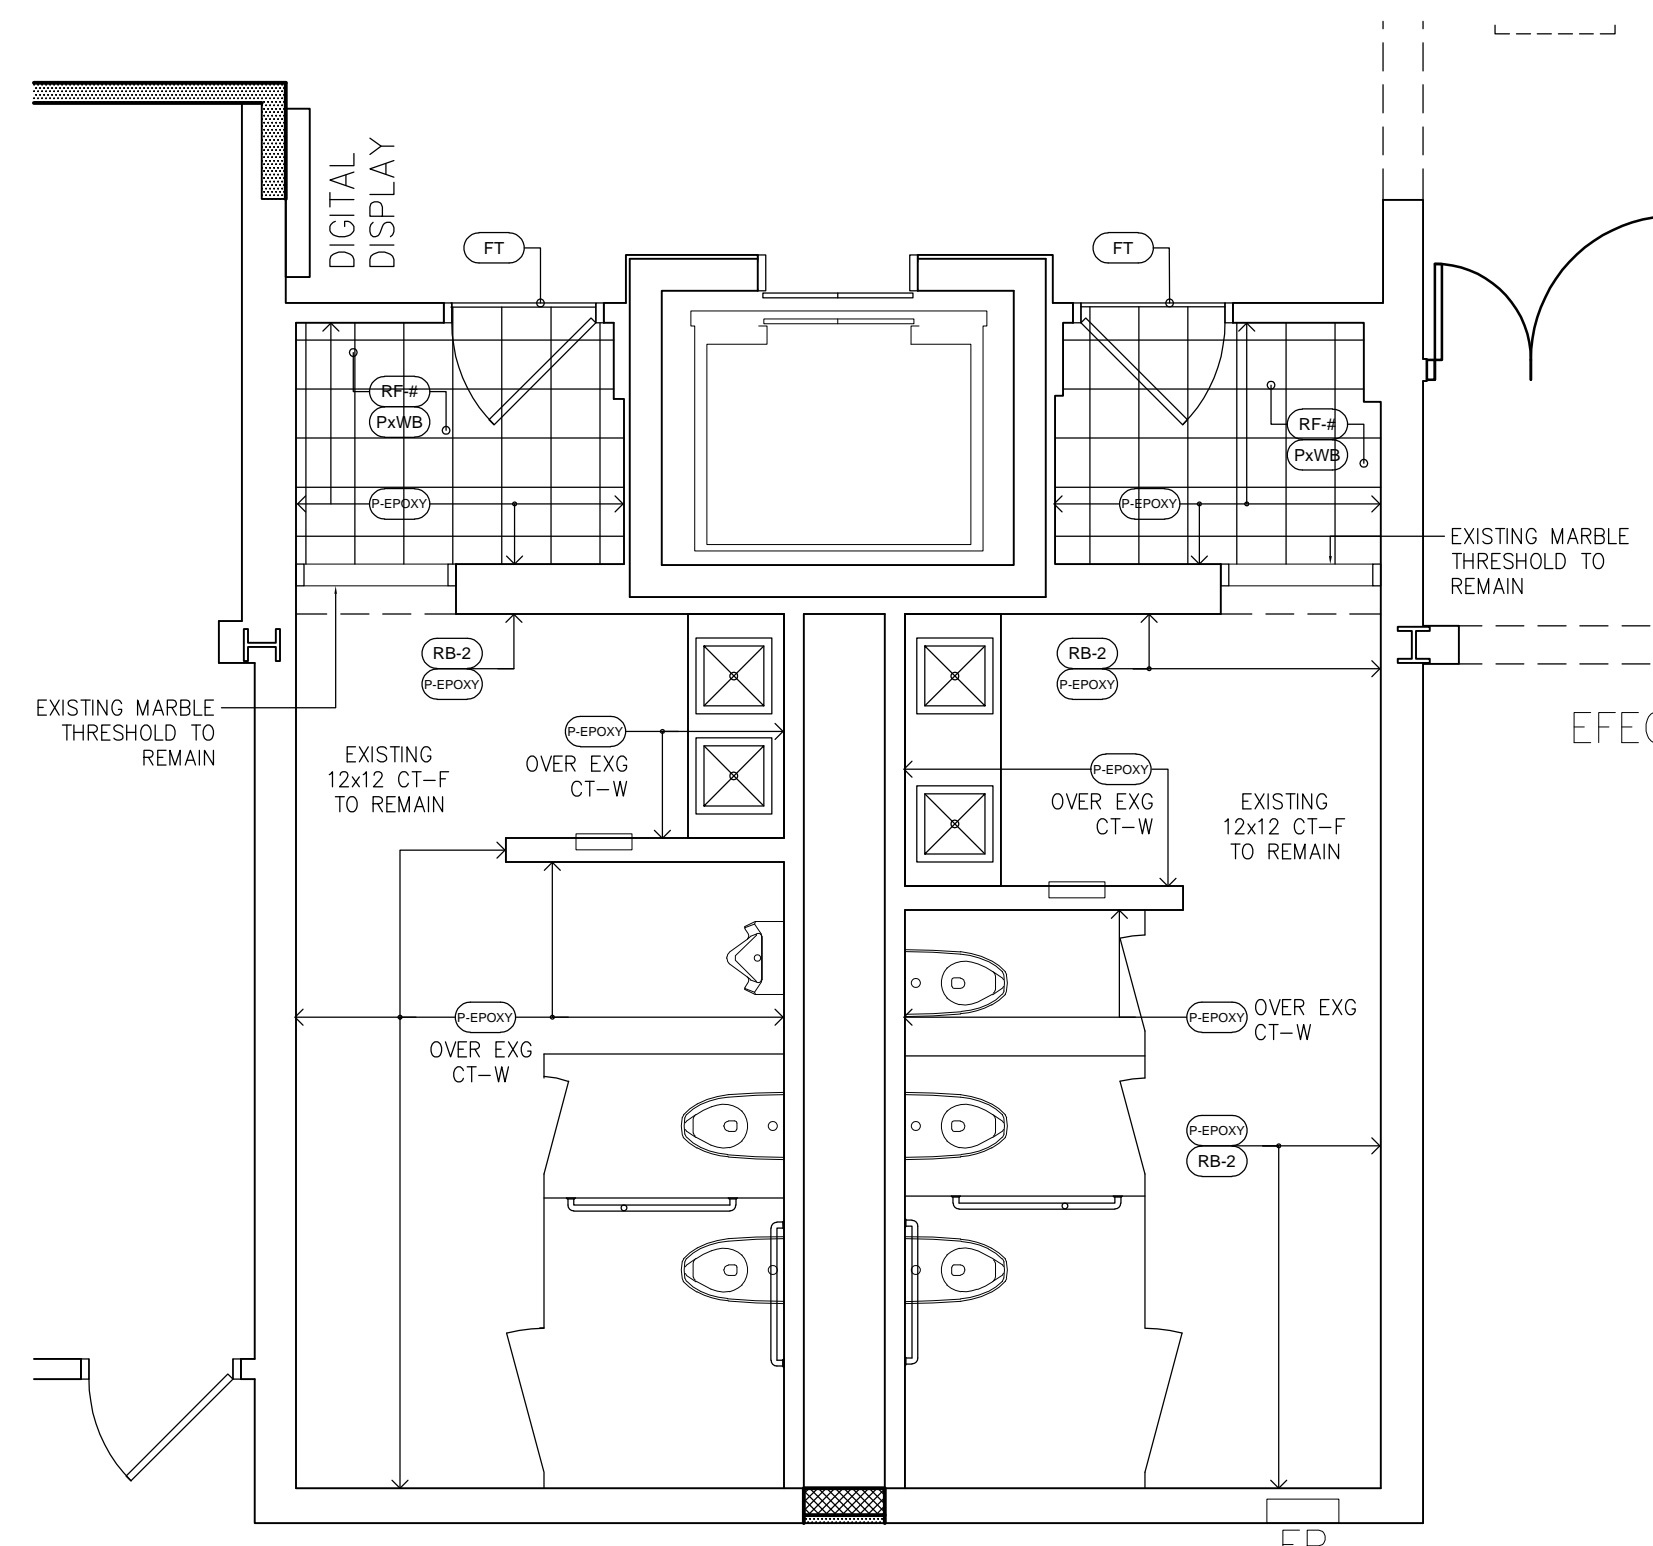 DIGITAL
DISPLAY
FT
FT
RF-#
PxWB
P-EPOXY
RF-#
PxWB
P-EPOXY
EXISTING MARBLE
THRESHOLD TO
REMAIN
RB-2
P-EPOXY
RB-2
P-EPOXY
EXISTING MARBLE
THRESHOLD TO
REMAIN
EXISTING
12x12 CT-F
TO REMAIN
P-EPOXY
OVER EXG
CT-W
P-EPOXY
OVER EXG
CT-W
EXISTING
12x12 CT-F
TO REMAIN
P-EPOXY
OVER EXG
CT-W
P-EPOXY
OVER EXG
CT-W
P-EPOXY
RB-2